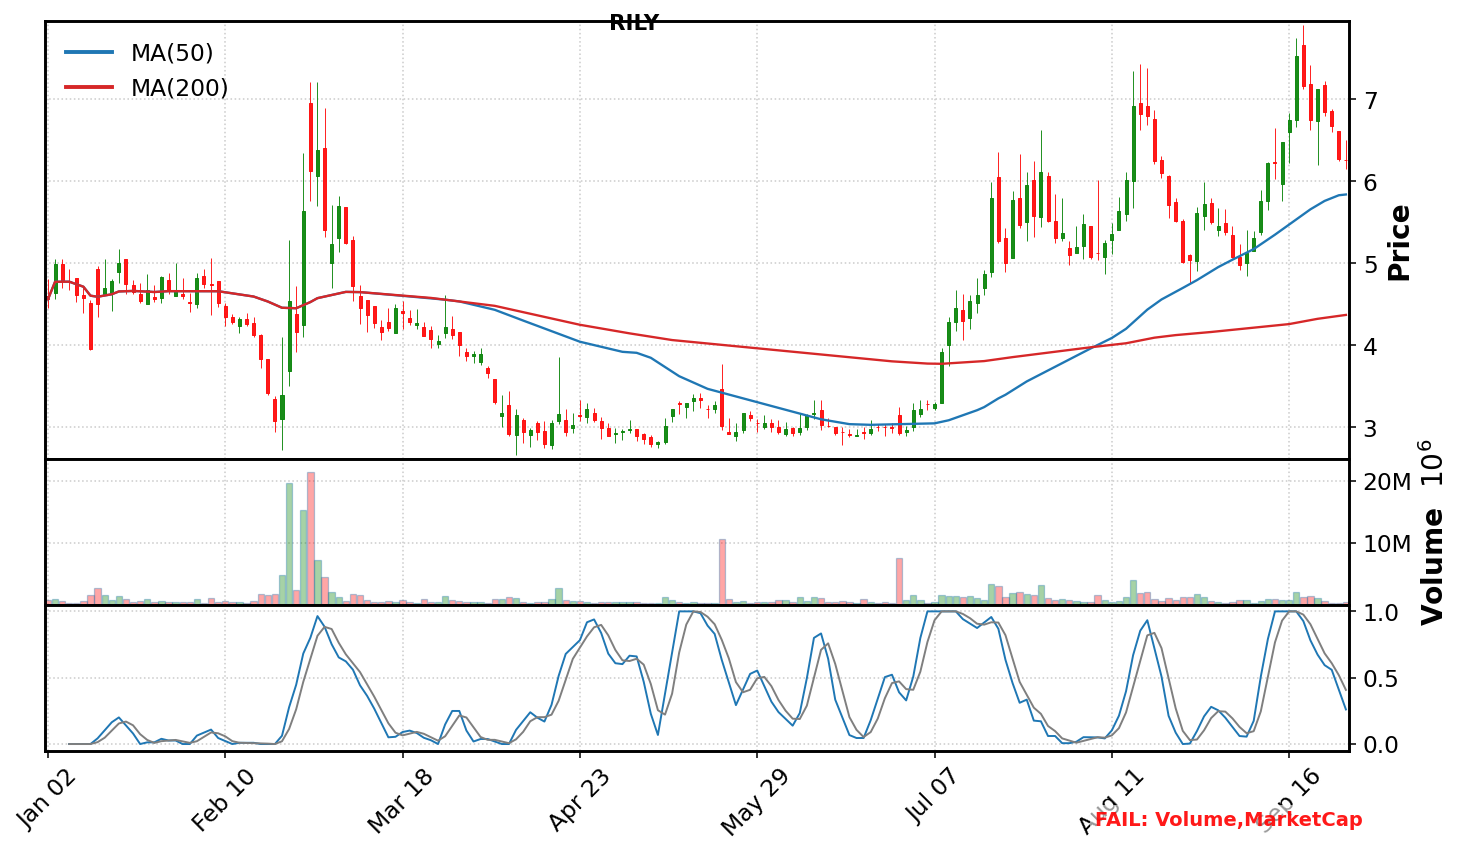 RILY
MA(50)
MA(200)
7
6
5
4
3
Price
20M
10M
Volume 10^6
1.0
0.5
0.0
Jan 02
Feb 10
Mar 18
Apr 23
May 29
Jul 07
Aug 11
Sep 16
FAIL: Volume,MarketCap